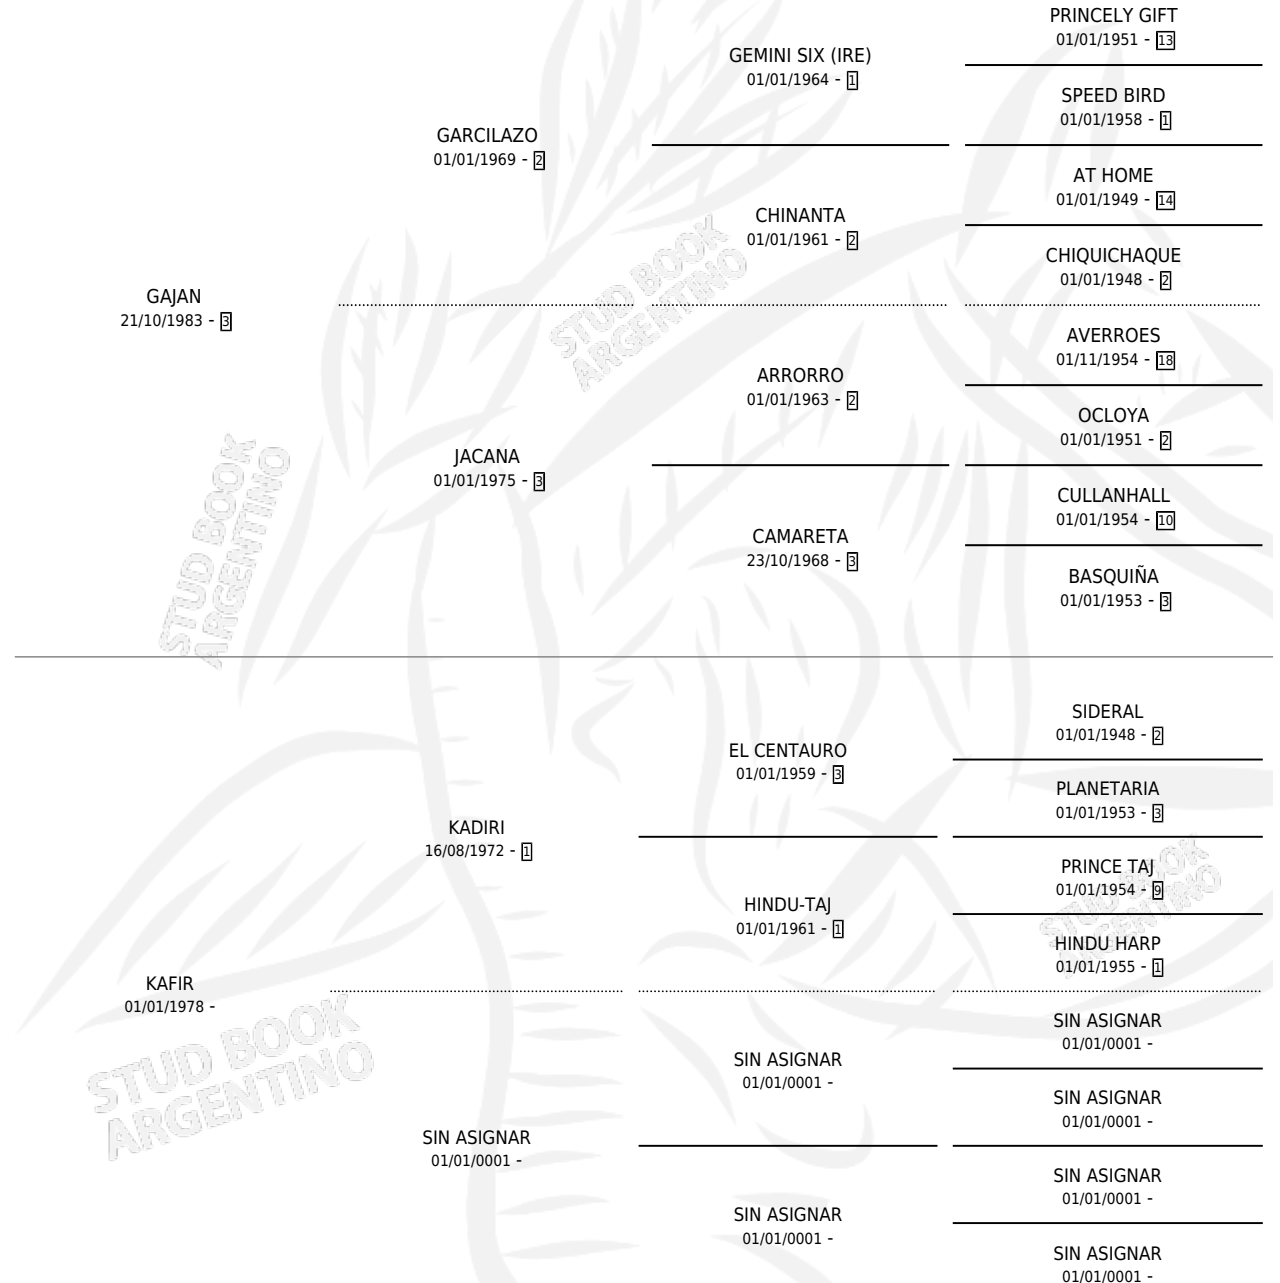 PRINCELY GIFT
01/01/1951 - 13
GEMINI SIX (IRE)
01/01/1964 - 1
SPEED BIRD
01/01/1958 - 1
GARCILAZO
01/01/1969 - 2
AT HOME
01/01/1949 - 14
CHINANTA
01/01/1961 - 2
CHIQUICHAQUE
01/01/1948 - 2
GAJAN
21/10/1983 - 3
AVERROES
01/11/1954 - 18
ARRORRO
01/01/1963 - 2
OCLOYA
01/01/1951 - 2
JACANA
01/01/1975 - 3
CULLANHALL
01/01/1954 - 10
CAMARETA
23/10/1968 - 3
BASQUIÑA
01/01/1953 - 3
SIDERAL
01/01/1948 - 2
EL CENTAURO
01/01/1959 - 3
PLANETARIA
01/01/1953 - 3
KADIRI
16/08/1972 - 1
PRINCE TAJ
01/01/1954 - 9
HINDU-TAJ
01/01/1961 - 1
HINDU HARP
01/01/1955 - 1
KAFIR
01/01/1978 -
SIN ASIGNAR
01/01/0001 -
SIN ASIGNAR
01/01/0001 -
SIN ASIGNAR
01/01/0001 -
SIN ASIGNAR
01/01/0001 -
SIN ASIGNAR
01/01/0001 -
SIN ASIGNAR
01/01/0001 -
SIN ASIGNAR
01/01/0001 -
STUD BOOK
ARGENTINO
STUD BOOK
ARGENTINO
STUD BOOK
ARGENTINO
STUD BOOK
ARGENTINO